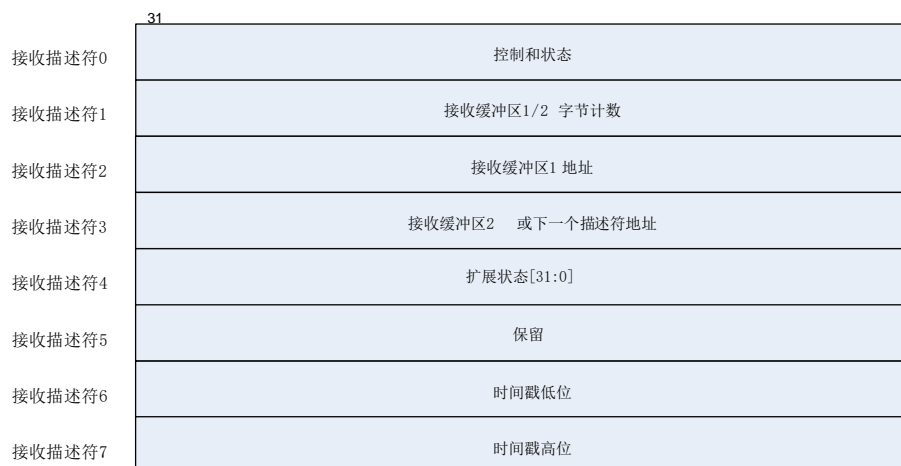 31
接收描述符0 控制和状态
接收描述符1 接收缓冲区1/2 字节计数
接收描述符2 接收缓冲区1 地址
接收描述符3 接收缓冲区2 或下一个描述符地址
接收描述符4 扩展状态[31:0]
接收描述符5 保留
接收描述符6 时间戳低位
接收描述符7 时间戳高位